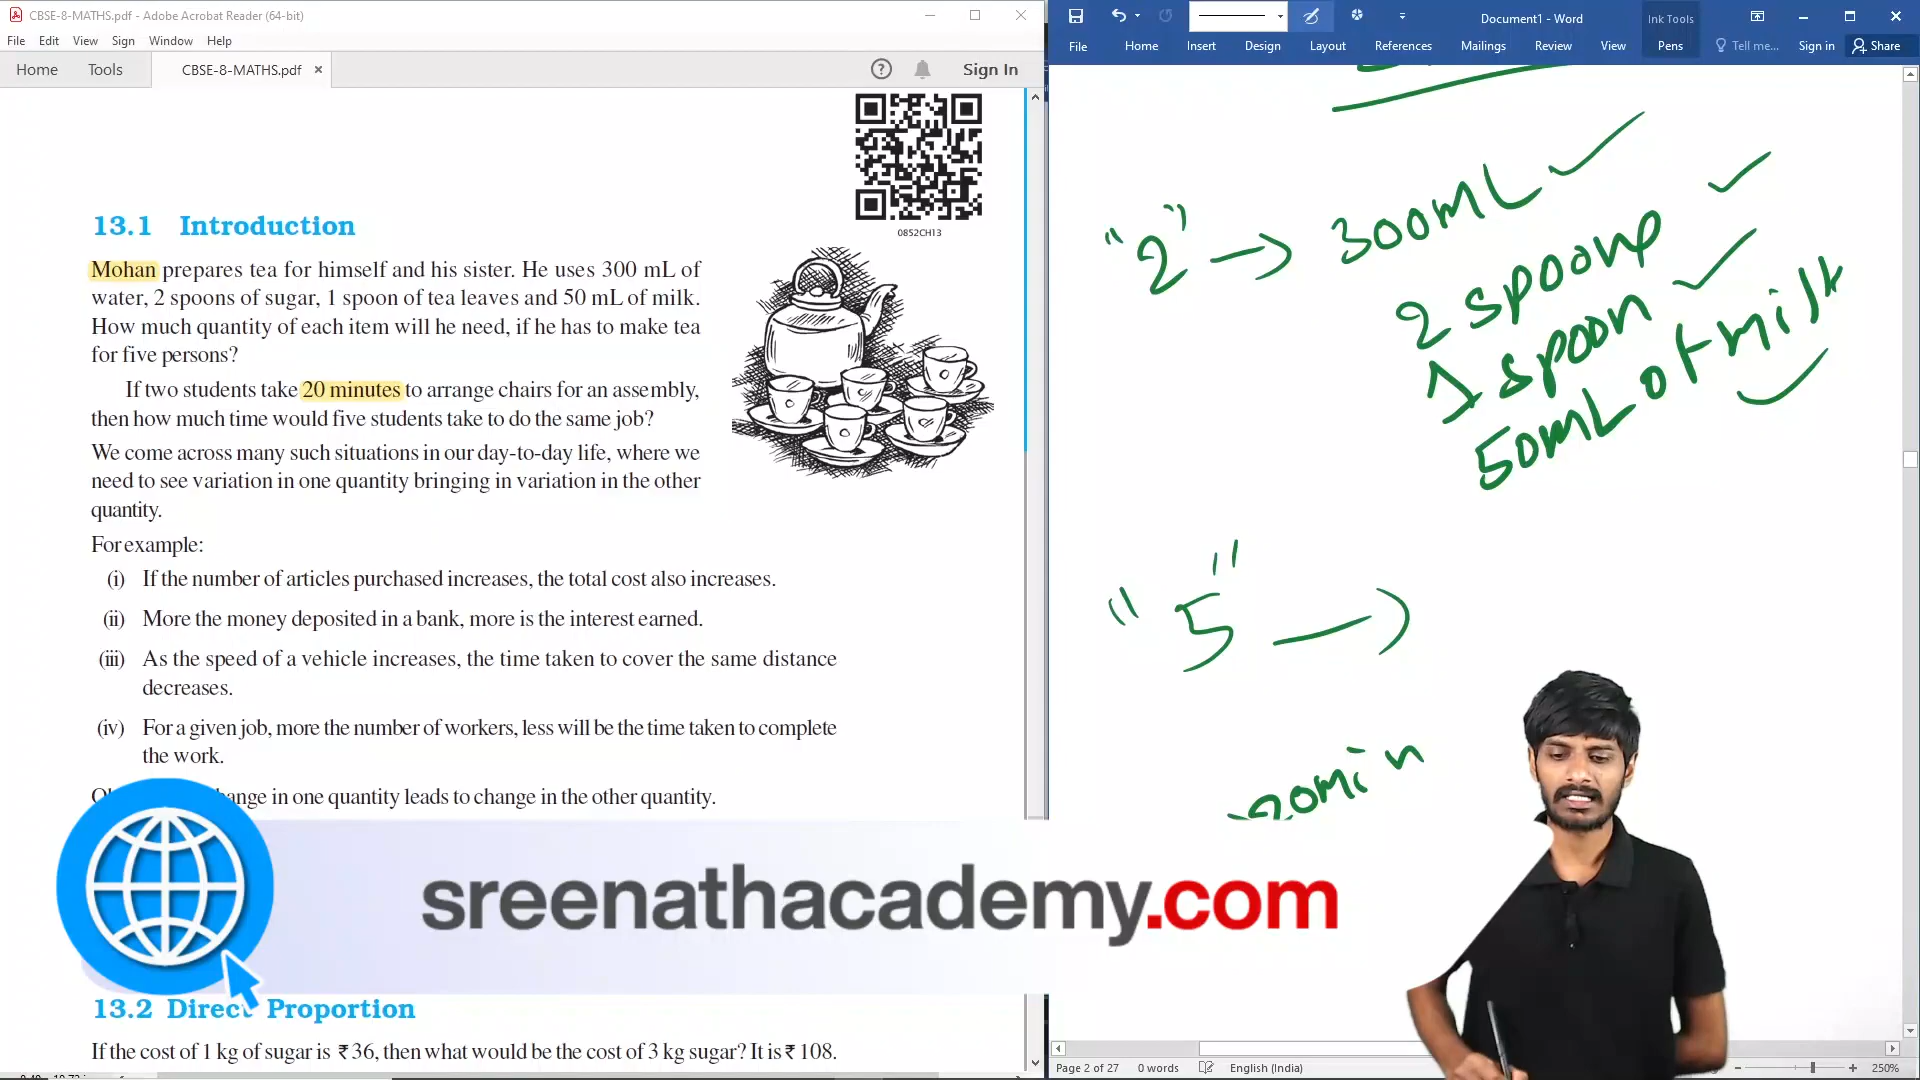 CBSE-8-MATHS.pdf - Adobe Acrobat Reader (64-bit)
File Edit View Sign Window Help
Home Tools CBSE-8-MATHS.pdf × ? Sign In
0852CH13
13.1 Introduction
Mohan prepares tea for himself and his sister. He uses 300 mL of
water, 2 spoons of sugar, 1 spoon of tea leaves and 50 mL of milk.
How much quantity of each item will he need, if he has to make tea
for five persons?
If two students take 20 minutes to arrange chairs for an assembly,
then how much time would five students take to do the same job?
We come across many such situations in our day-to-day life, where we
need to see variation in one quantity bringing in variation in the other
quantity.
For example:
(i) If the number of articles purchased increases, the total cost also increases.
(ii) More the money deposited in a bank, more is the interest earned.
(iii) As the speed of a vehicle increases, the time taken to cover the same distance
decreases.
(iv) For a given job, more the number of workers, less will be the time taken to complete
the work.
change in one quantity leads to change in the other quantity.
13.2 Direct Proportion
If the cost of 1 kg of sugar is ₹ 36, then what would be the cost of 3 kg sugar? It is ₹ 108.
Document1 - Word
Ink Tools
File Home Insert Design Layout References Mailings Review View Pens Tell me... Sign in Share
"2" → 300mL
2 spoons
1 spoon
50mL of milk
"5" →
20min
Page 2 of 27 0 words English (India) 250%
sreenathacademy.com